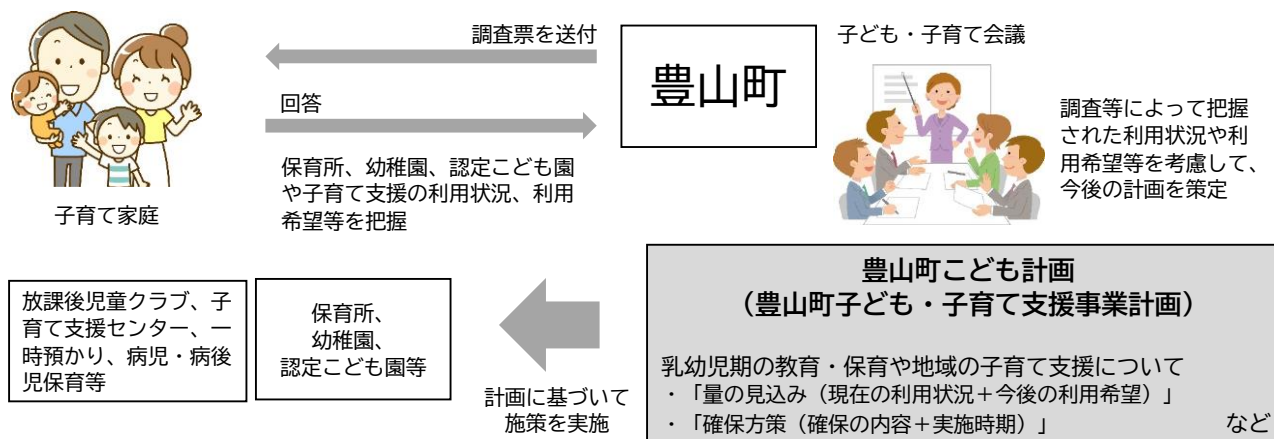 調査票を送付
回答
保育所、幼稚園、認定こども園
や子育て支援の利用状況、利用
希望等を把握
子育て家庭
豊山町
子ども・子育て会議
調査等によって把握
された利用状況や利
用希望等を考慮して、
今後の計画を策定
豊山町こども計画
（豊山町子ども・子育て支援事業計画）
乳幼児期の教育・保育や地域の子育て支援について
・「量の見込み（現在の利用状況＋今後の利用希望）」
・「確保方策（確保の内容＋実施時期）」 など
計画に基づいて
施策を実施
保育所、
幼稚園、
認定こども園等
放課後児童クラブ、子
育て支援センター、一
時預かり、病児・病後
児保育等